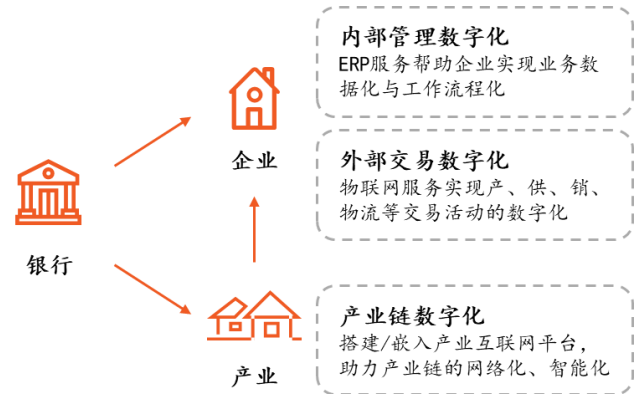 内部管理数字化
ERP服务帮助企业实现业务数
据化与工作流程化
企业
外部交易数字化
物联网服务实现产、供、销、
物流等交易活动的数字化
银行
产业链数字化
搭建/嵌入产业互联网平台，
助力产业链的网络化、智能化
产业